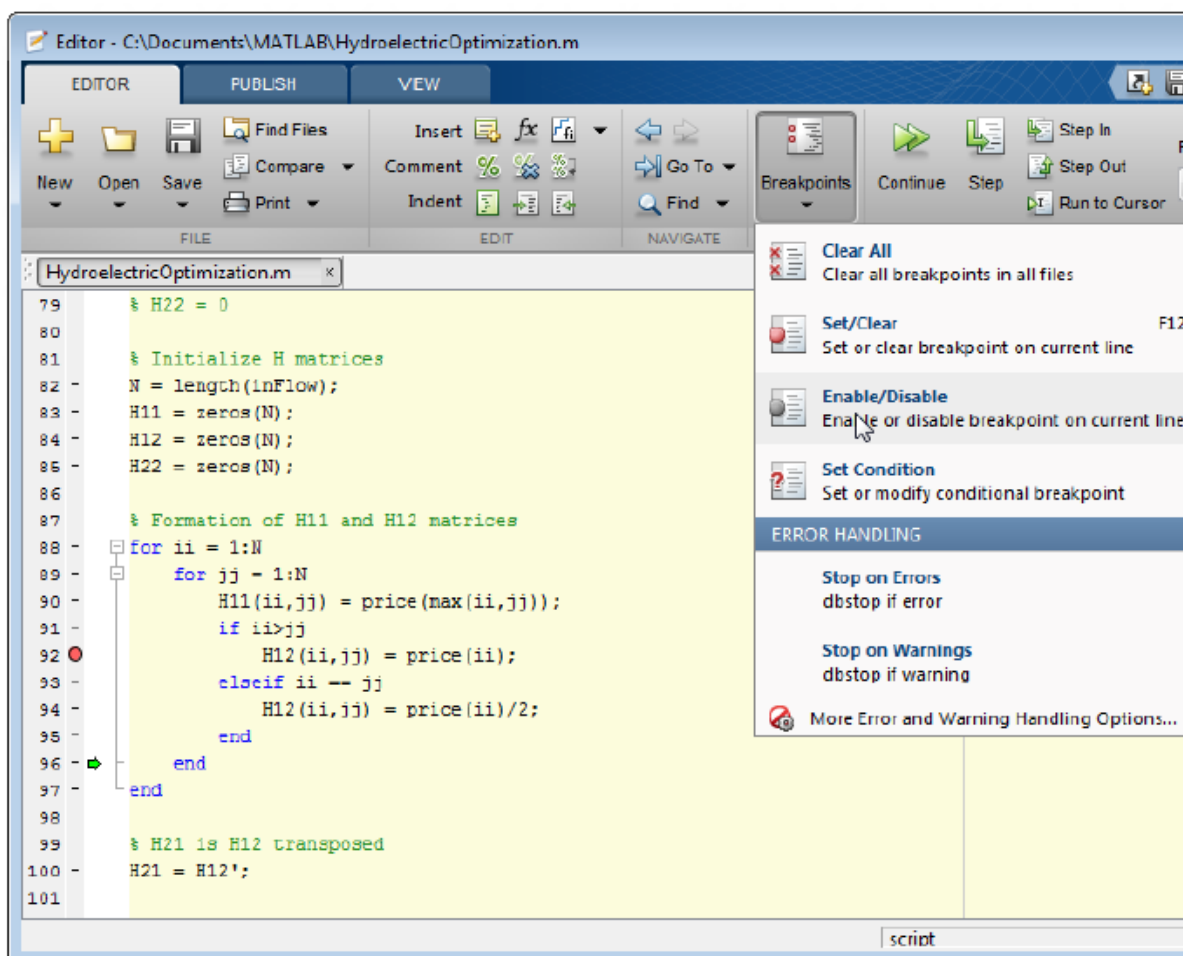 Editor - C:\Documents\MATLAB\HydroelectricOptimization.m
EDITOR PUBLISH VIEW
Find Files Insert fx Step In
Compare Comment Go To Step Out
New Open Save Breakpoints Continue Step
Print Indent Find Run to Cursor
FILE EDIT NAVIGATE
HydroelectricOptimization.m ×
Clear All
Clear all breakpoints in all files
Set/Clear F12
Set or clear breakpoint on current line
Enable/Disable
Enable or disable breakpoint on current line
Set Condition
Set or modify conditional breakpoint
ERROR HANDLING
Stop on Errors
dbstop if error
Stop on Warnings
dbstop if warning
More Error and Warning Handling Options...
79 % H22 = 0
80
81 % Initialize H matrices
82 - N = length(inFlow);
83 - H11 = zeros(N);
84 - H12 = zeros(N);
85 - H22 = zeros(N);
86
87 % Formation of H11 and H12 matrices
88 - for ii = 1:N
89 - for jj = 1:N
90 - H11(ii,jj) = price(max(ii,jj));
91 - if ii>jj
92 H12(ii,jj) = price(ii);
93 - elseif ii == jj
94 - H12(ii,jj) = price(ii)/2;
95 - end
96 - end
97 - end
98
99 % H21 is H12 transposed
100 - H21 = H12';
101
script